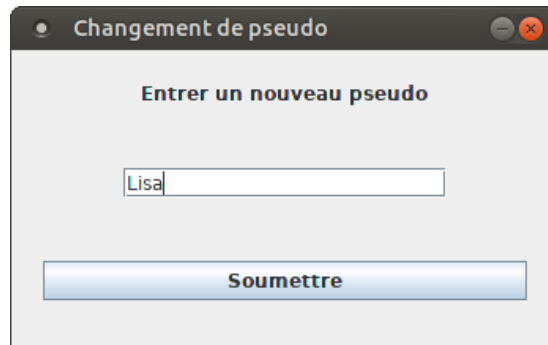 Changement de pseudo
Entrer un nouveau pseudo
Lisa
Soumettre